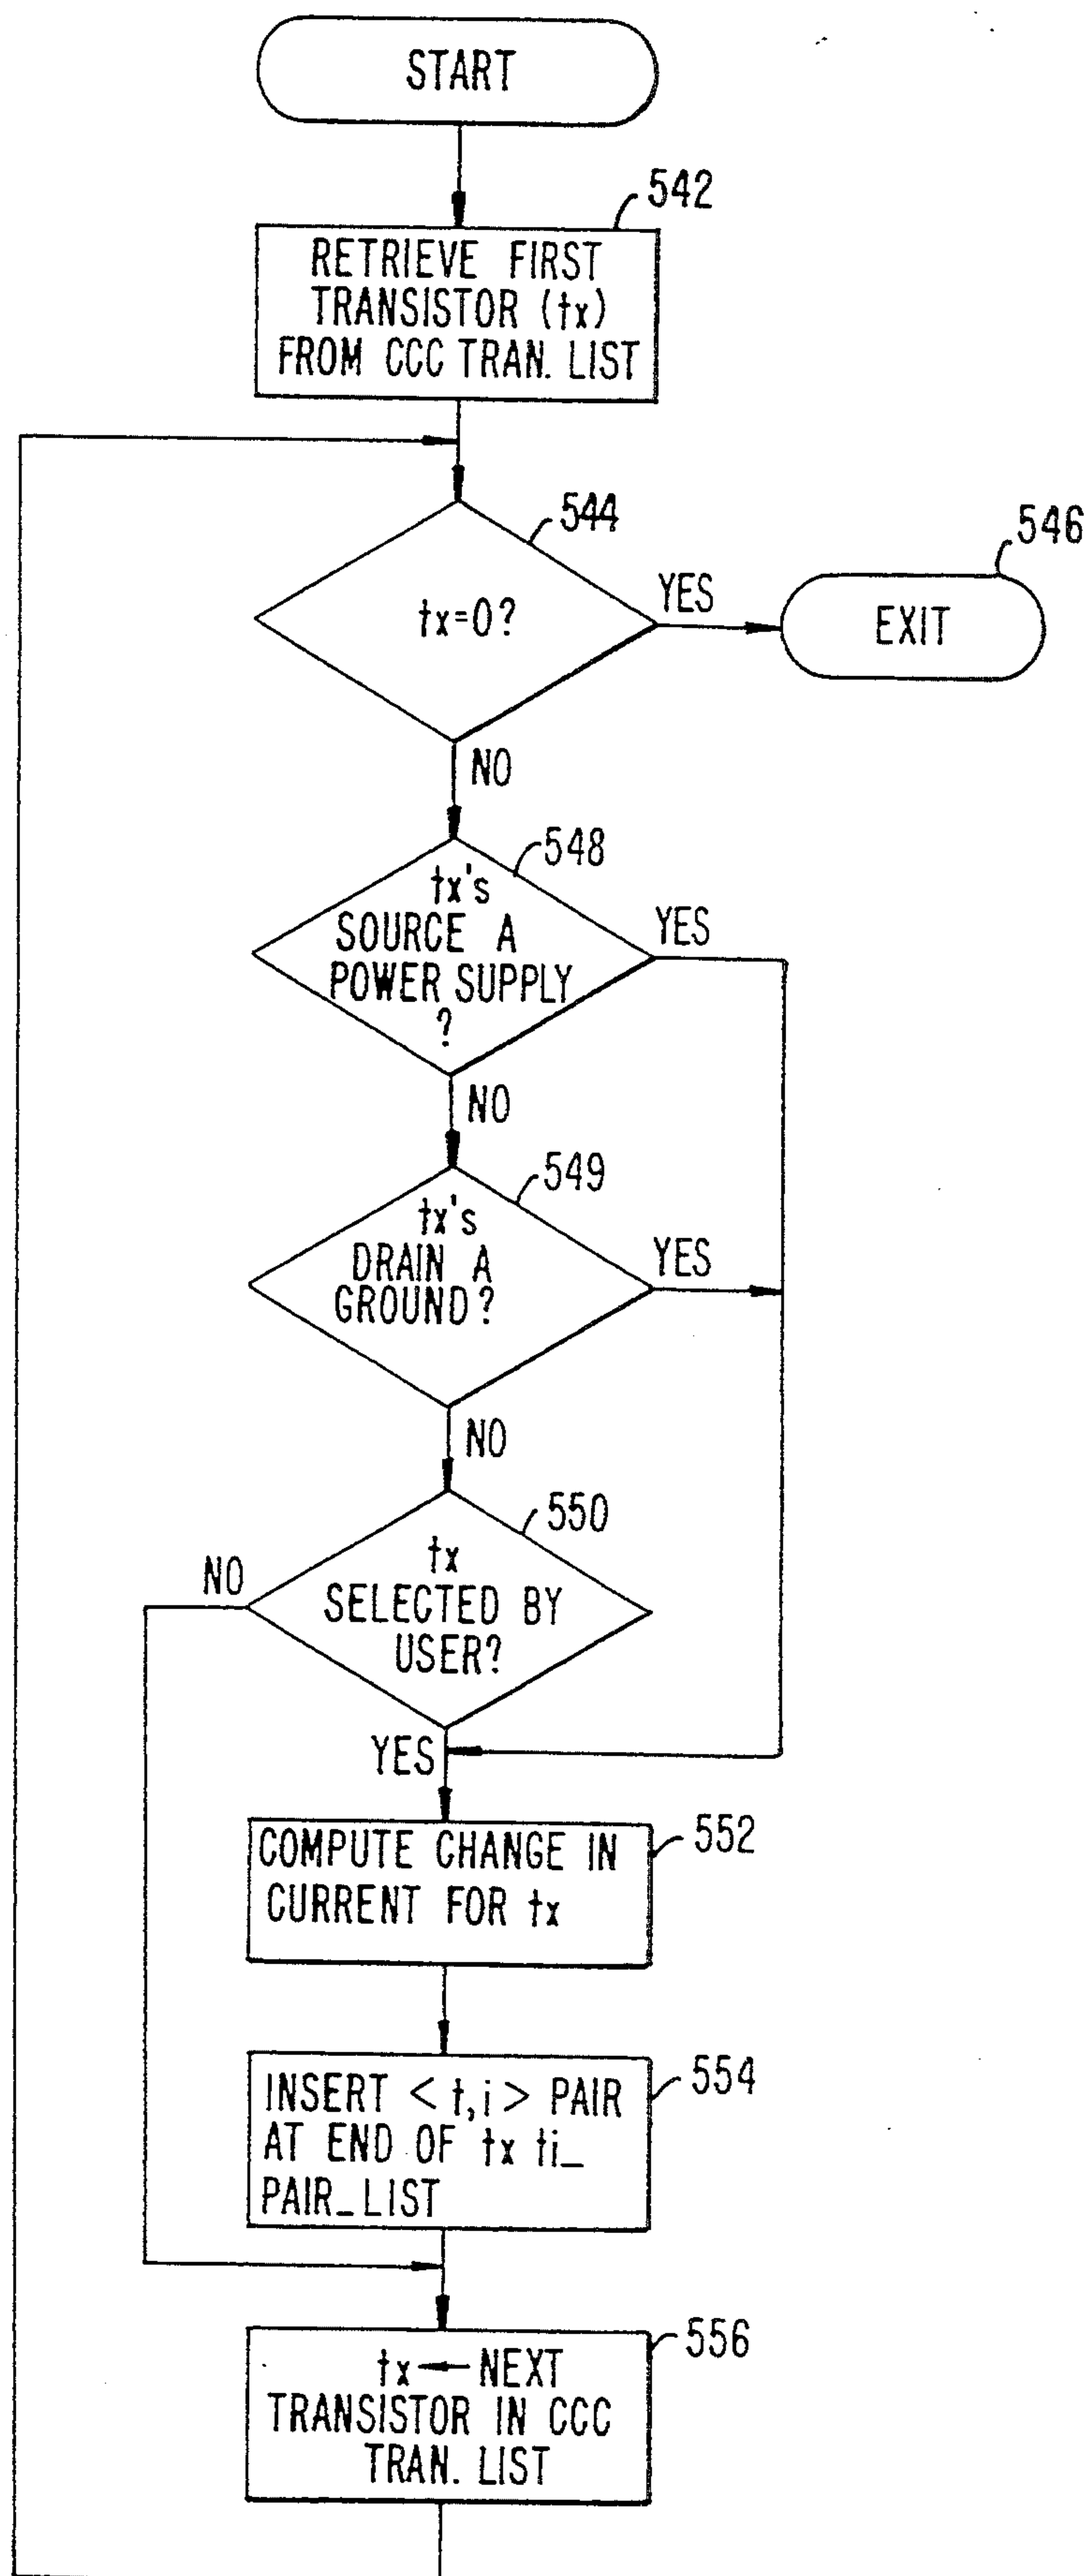 START
542
RETRIEVE FIRST
TRANSISTOR (tx)
FROM CCC TRAN. LIST
544
tx=0?
YES
546
EXIT
NO
548
tx's
SOURCE A
POWER SUPPLY
?
YES
NO
549
tx's
DRAIN A
GROUND?
YES
NO
550
tx
SELECTED BY
USER?
NO
YES
552
COMPUTE CHANGE IN
CURRENT FOR tx
554
INSERT <t,i> PAIR
AT END OF tx ti_
PAIR_LIST
556
tx ← NEXT
TRANSISTOR IN CCC
TRAN. LIST